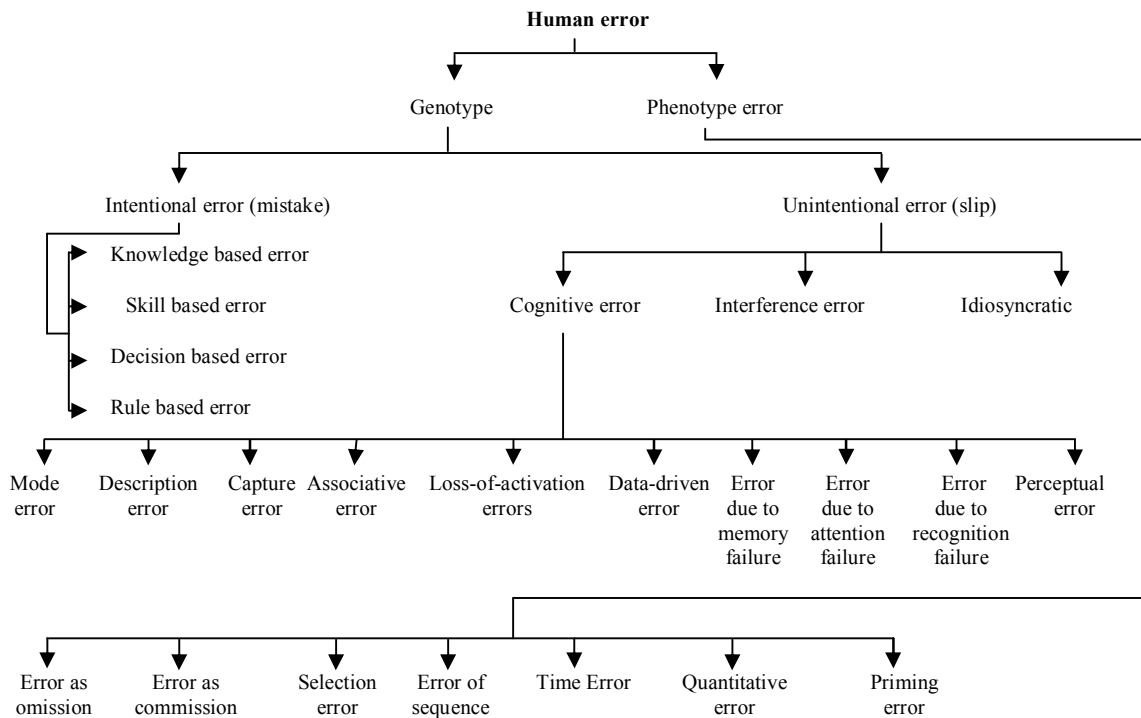 Human error
Genotype
Phenotype error
Intentional error (mistake)
Unintentional error (slip)
Knowledge based error
Skill based error
Decision based error
Rule based error
Cognitive error
Interference error
Idiosyncratic
Mode
error
Description
error
Capture
error
Associative
error
Loss-of-activation
errors
Data-driven
error
Error
due to
memory
failure
Error
due to
attention
failure
Error
due to
recognition
failure
Perceptual
error
Error as
omission
Error as
commission
Selection
error
Error of
sequence
Time Error
Quantitative
error
Priming
error